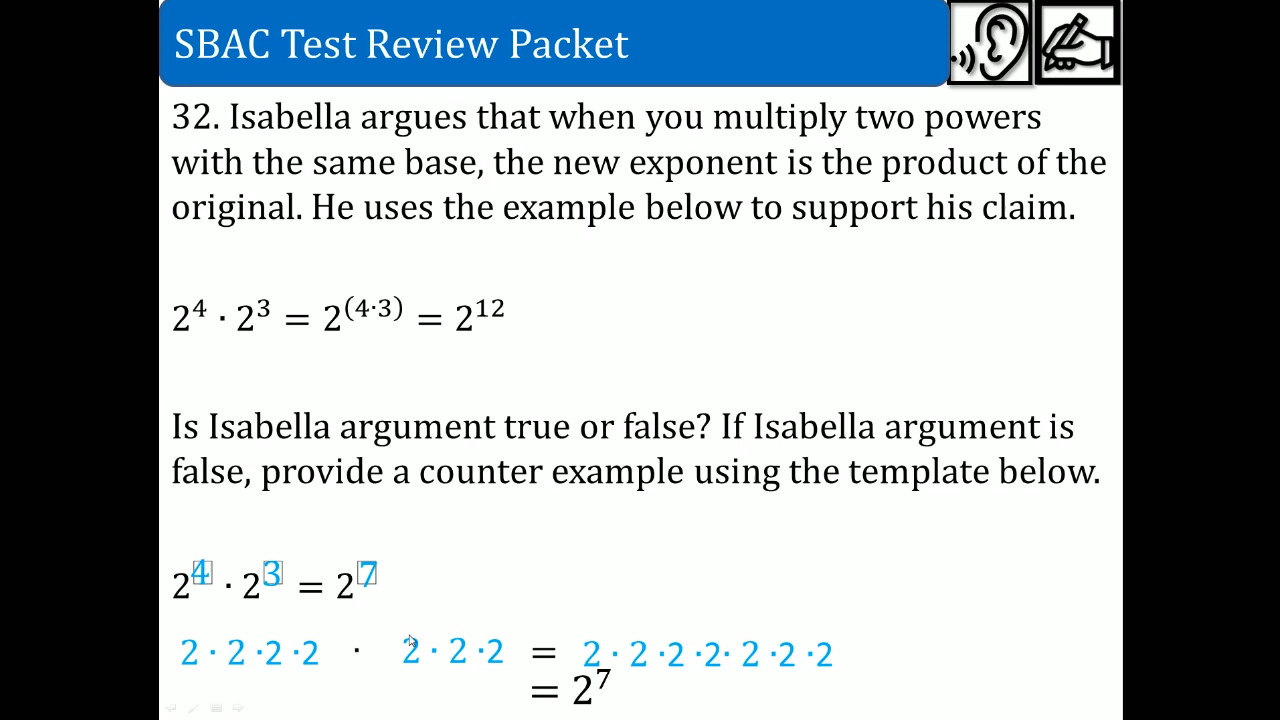 SBAC Test Review Packet
32. Isabella argues that when you multiply two powers
with the same base, the new exponent is the product of the
original. He uses the example below to support his claim.
2⁴ · 2³ = 2⁽⁴·³⁾ = 2¹²
Is Isabella argument true or false? If Isabella argument is
false, provide a counter example using the template below.
2⁴ · 2³ = 2⁷
2 · 2 · 2 · 2 · 2 · 2 · 2 = 2 · 2 · 2 · 2 · 2 · 2 · 2
= 2⁷